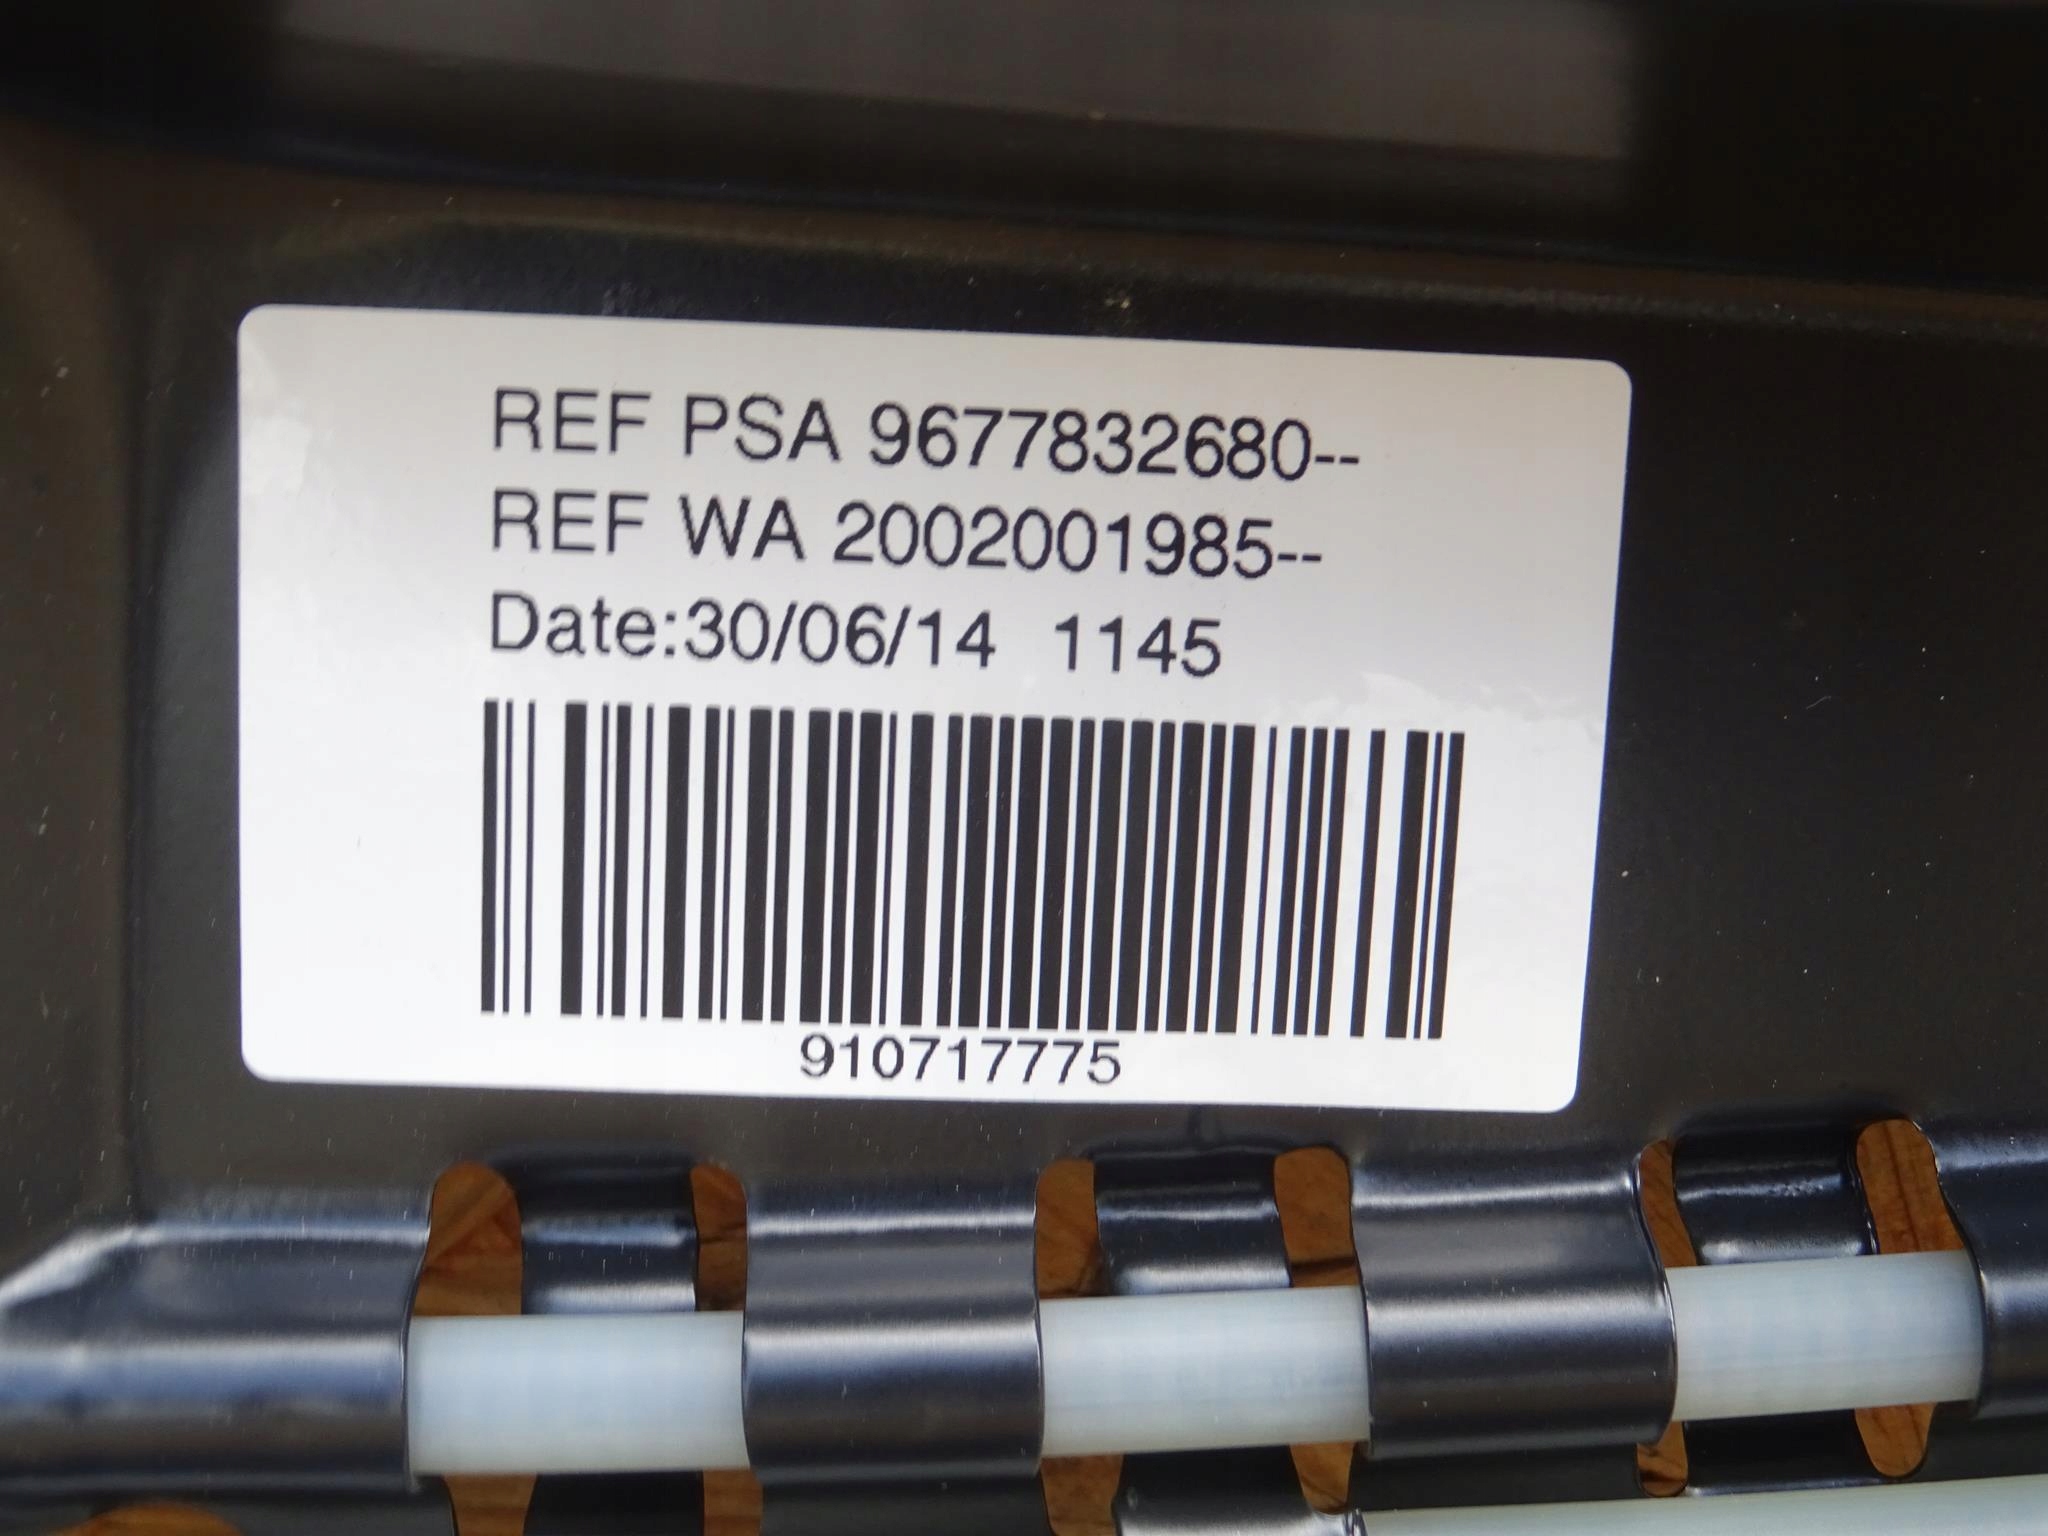 REF PSA 9677832680--
REF WA 2002001985--
Date:30/06/14 1145
910717775